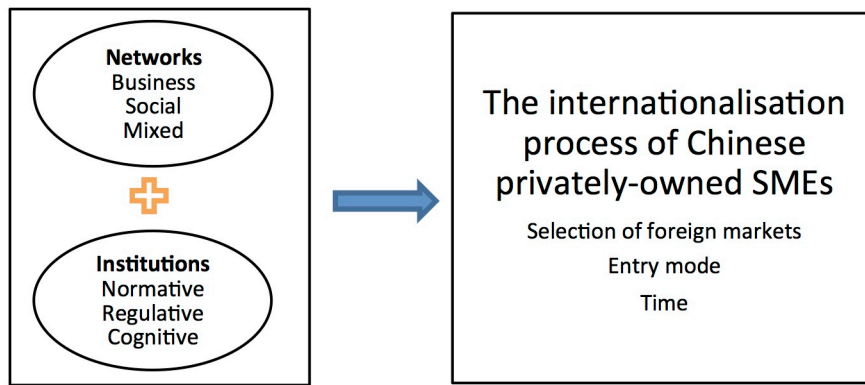 Networks
Business
Social
Mixed
Institutions
Normative
Regulative
Cognitive
The internationalisation
process of Chinese
privately-owned SMEs
Selection of foreign markets
Entry mode
Time